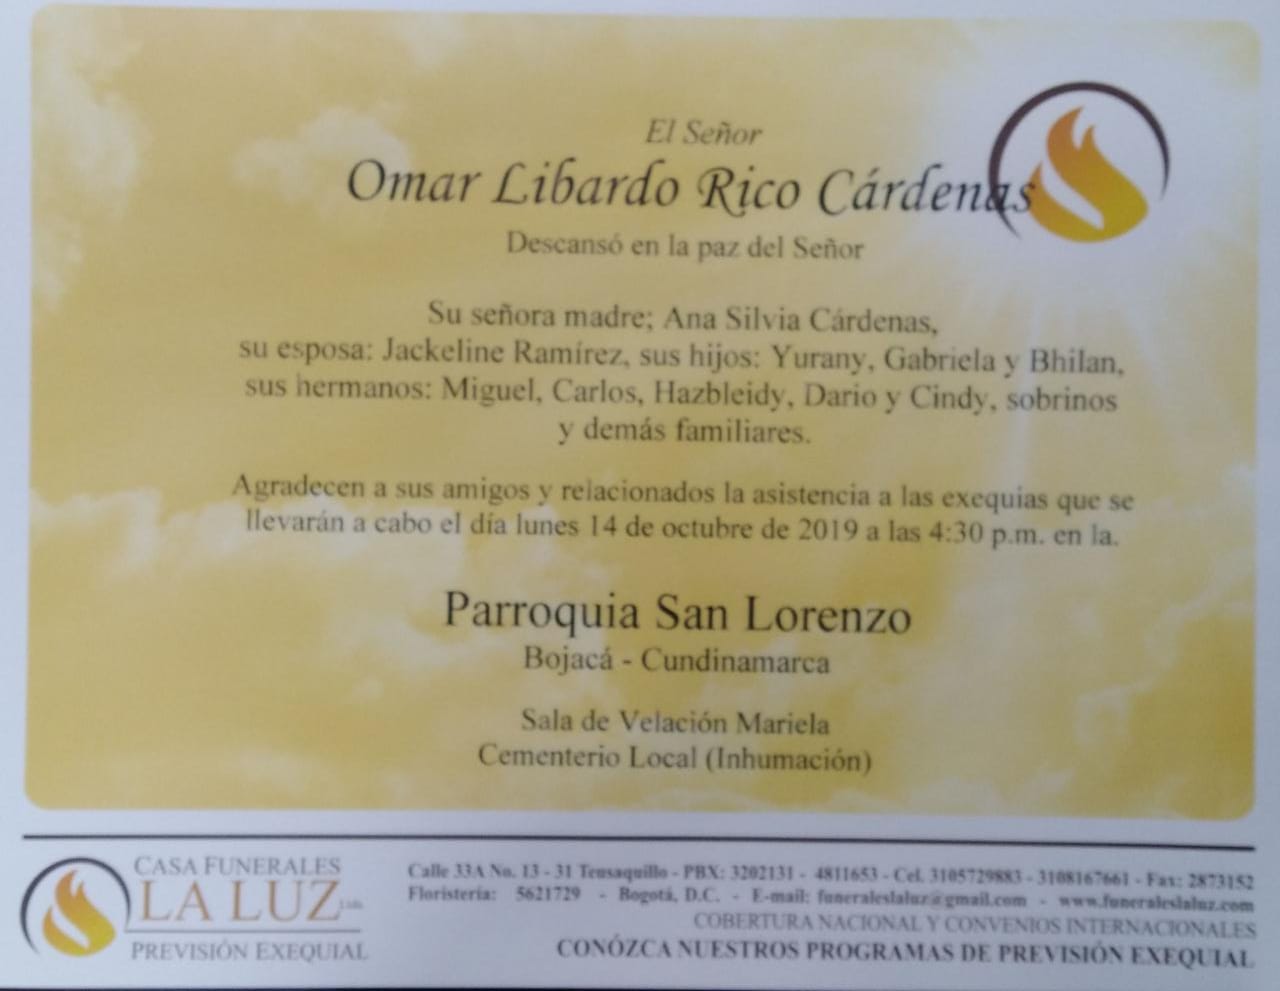 El Señor
Omar Libardo Rico Cárdenas
Descansó en la paz del Señor
Su señora madre; Ana Silvia Cárdenas,
su esposa: Jackeline Ramírez, sus hijos: Yurany, Gabriela y Bhilan,
sus hermanos: Miguel, Carlos, Hazbleidy, Dario y Cindy, sobrinos
y demás familiares.
Agradecen a sus amigos y relacionados la asistencia a las exequias que se
llevarán a cabo el día lunes 14 de octubre de 2019 a las 4:30 p.m. en la.
Parroquia San Lorenzo
Bojacá - Cundinamarca
Sala de Velación Mariela
Cementerio Local (Inhumación)
CASA FUNERALES
LA LUZ Ltda.
PREVISIÓN EXEQUIAL
Calle 33A No. 13 - 31 Teusaquillo - PBX: 3202131 - 4811653 - Cel. 3105729883 - 3108167661 - Fax: 2873152
Floristería: 5621729 - Bogotá, D.C. - E-mail: funeraleslaluz@gmail.com - www.funeraleslaluz.com
COBERTURA NACIONAL Y CONVENIOS INTERNACIONALES
CONÓZCA NUESTROS PROGRAMAS DE PREVISIÓN EXEQUIAL